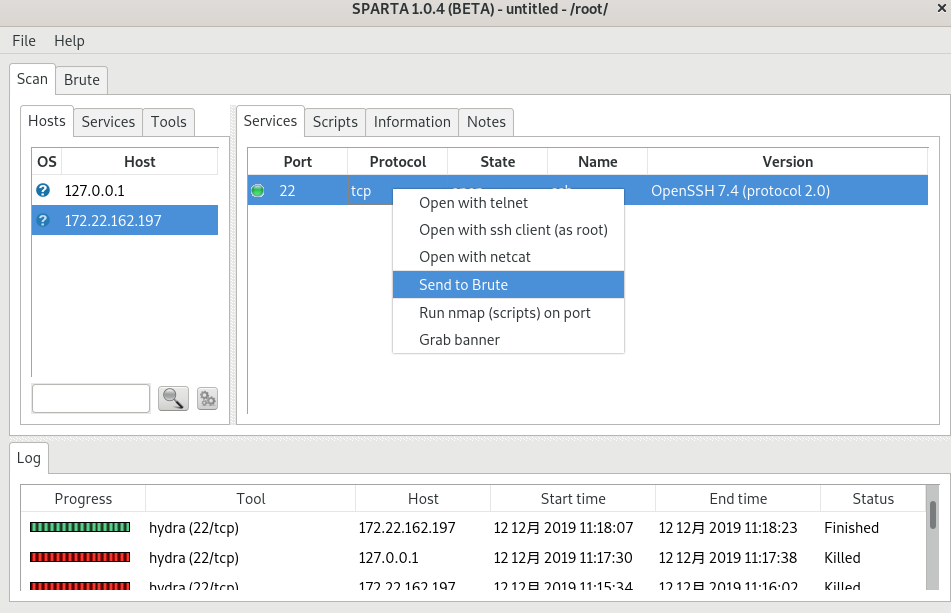 SPARTA 1.0.4 (BETA) - untitled - /root/
File Help
Scan Brute
Hosts Services Tools
OS Host
127.0.0.1
172.22.162.197
Services Scripts Information Notes
Port Protocol State Name Version
22 tcp open ssh OpenSSH 7.4 (protocol 2.0)
Open with telnet
Open with ssh client (as root)
Open with netcat
Send to Brute
Run nmap (scripts) on port
Grab banner
Log
Progress Tool Host Start time End time Status
hydra (22/tcp) 172.22.162.197 12 12月 2019 11:18:07 12 12月 2019 11:18:23 Finished
hydra (22/tcp) 127.0.0.1 12 12月 2019 11:17:30 12 12月 2019 11:17:38 Killed
hydra (22/tcp) 172.22.162.197 12 12月 2019 11:15:34 12 12月 2019 11:16:02 Killed